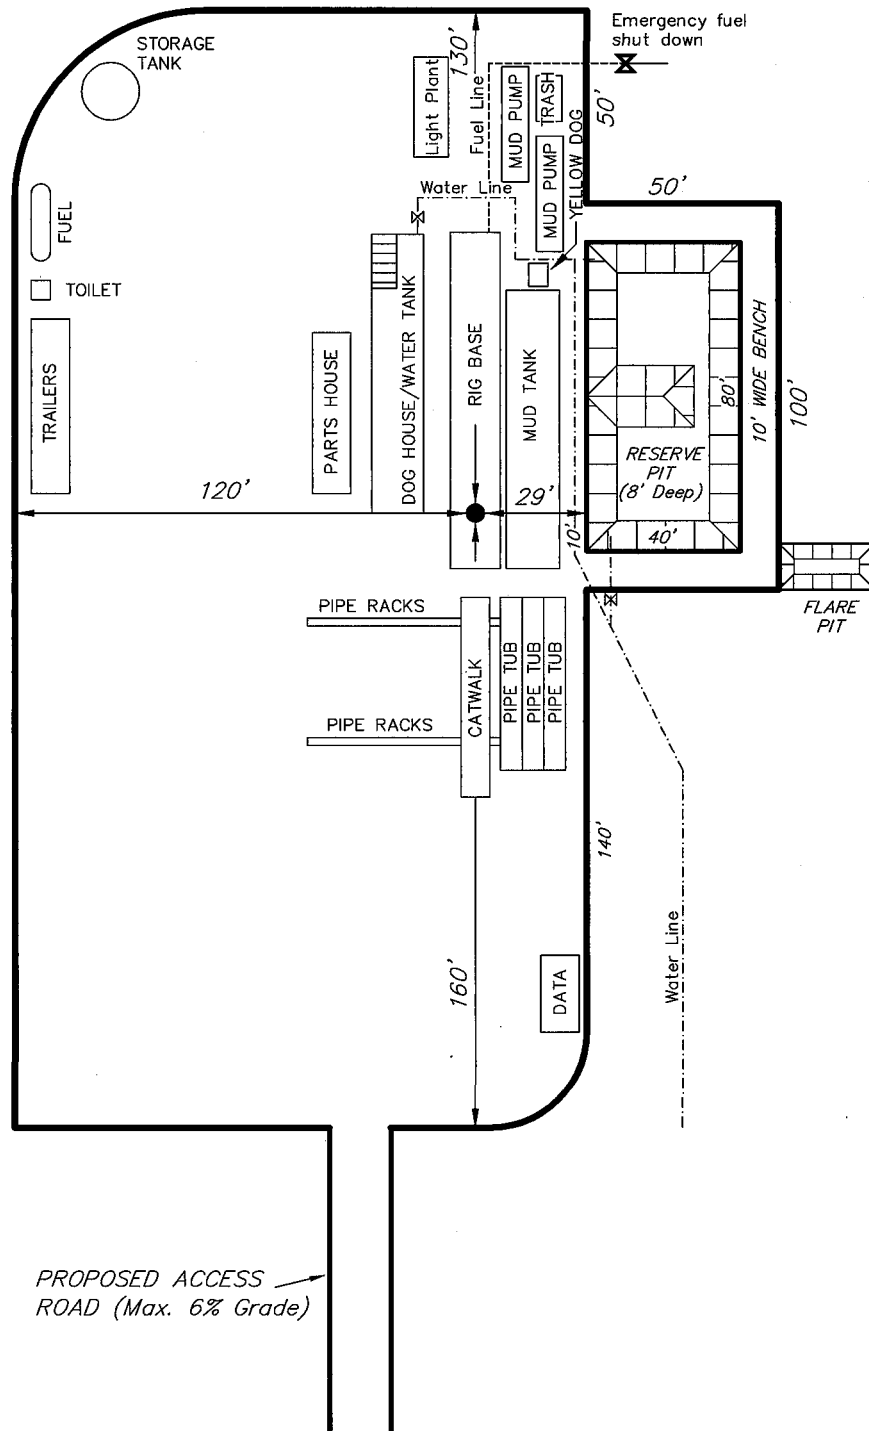 Emergency fuel
shut down
STORAGE
TANK
130'
Light Plant
Fuel Line
MUD PUMP
TRASH
50'
MUD PUMP
YELLOW DOG
Water Line
50'
FUEL
TOILET
TRAILERS
PARTS HOUSE
DOG HOUSE/WATER TANK
RIG BASE
MUD TANK
80'
10' WIDE BENCH
100'
RESERVE
PIT
(8' Deep)
120'
29'
10'
40'
FLARE
PIT
PIPE RACKS
CATWALK
PIPE TUB
PIPE TUB
PIPE TUB
PIPE RACKS
140'
Water Line
160'
DATA
PROPOSED ACCESS
ROAD (Max. 6% Grade)